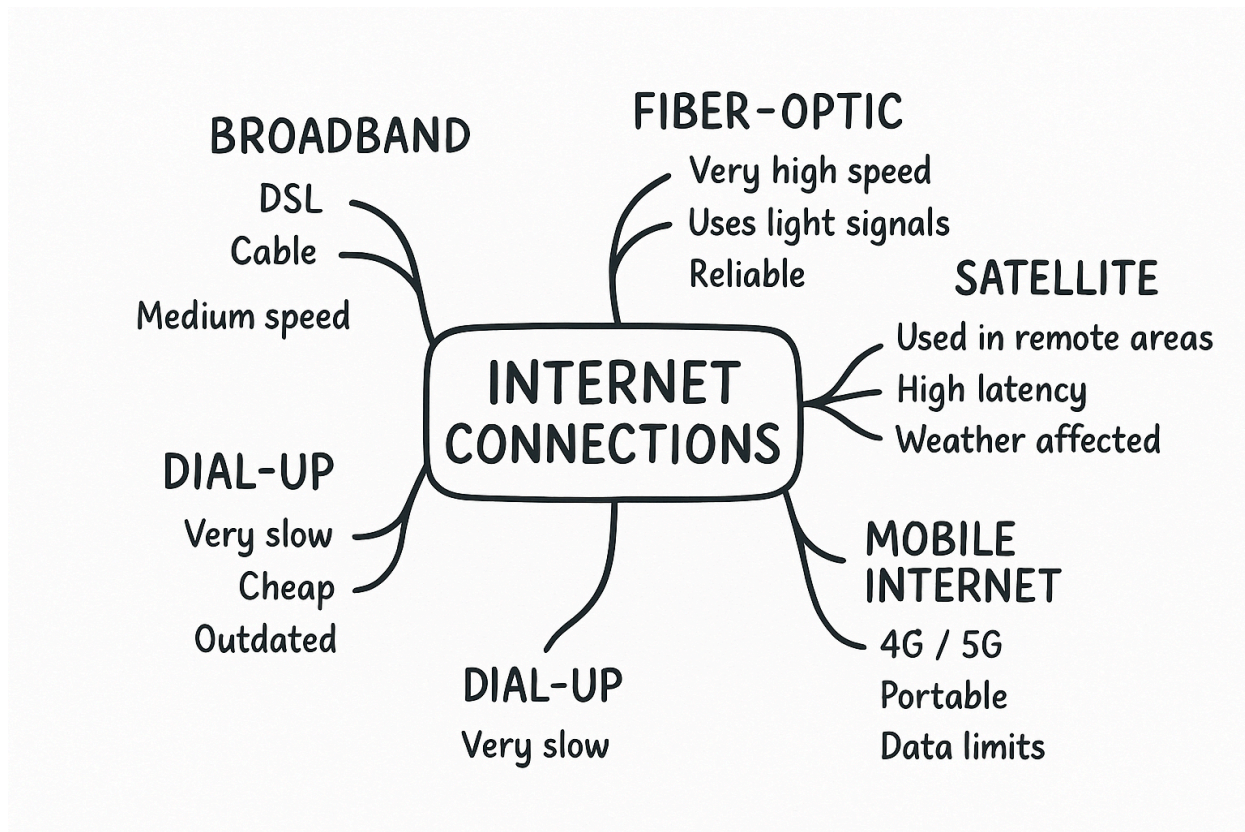 BROADBAND
DSL
Cable
Medium speed
FIBER-OPTIC
Very high speed
Uses light signals
Reliable
SATELLITE
Used in remote areas
High latency
Weather affected
INTERNET
CONNECTIONS
DIAL-UP
Very slow
Cheap
Outdated
DIAL-UP
Very slow
MOBILE
INTERNET
4G / 5G
Portable
Data limits